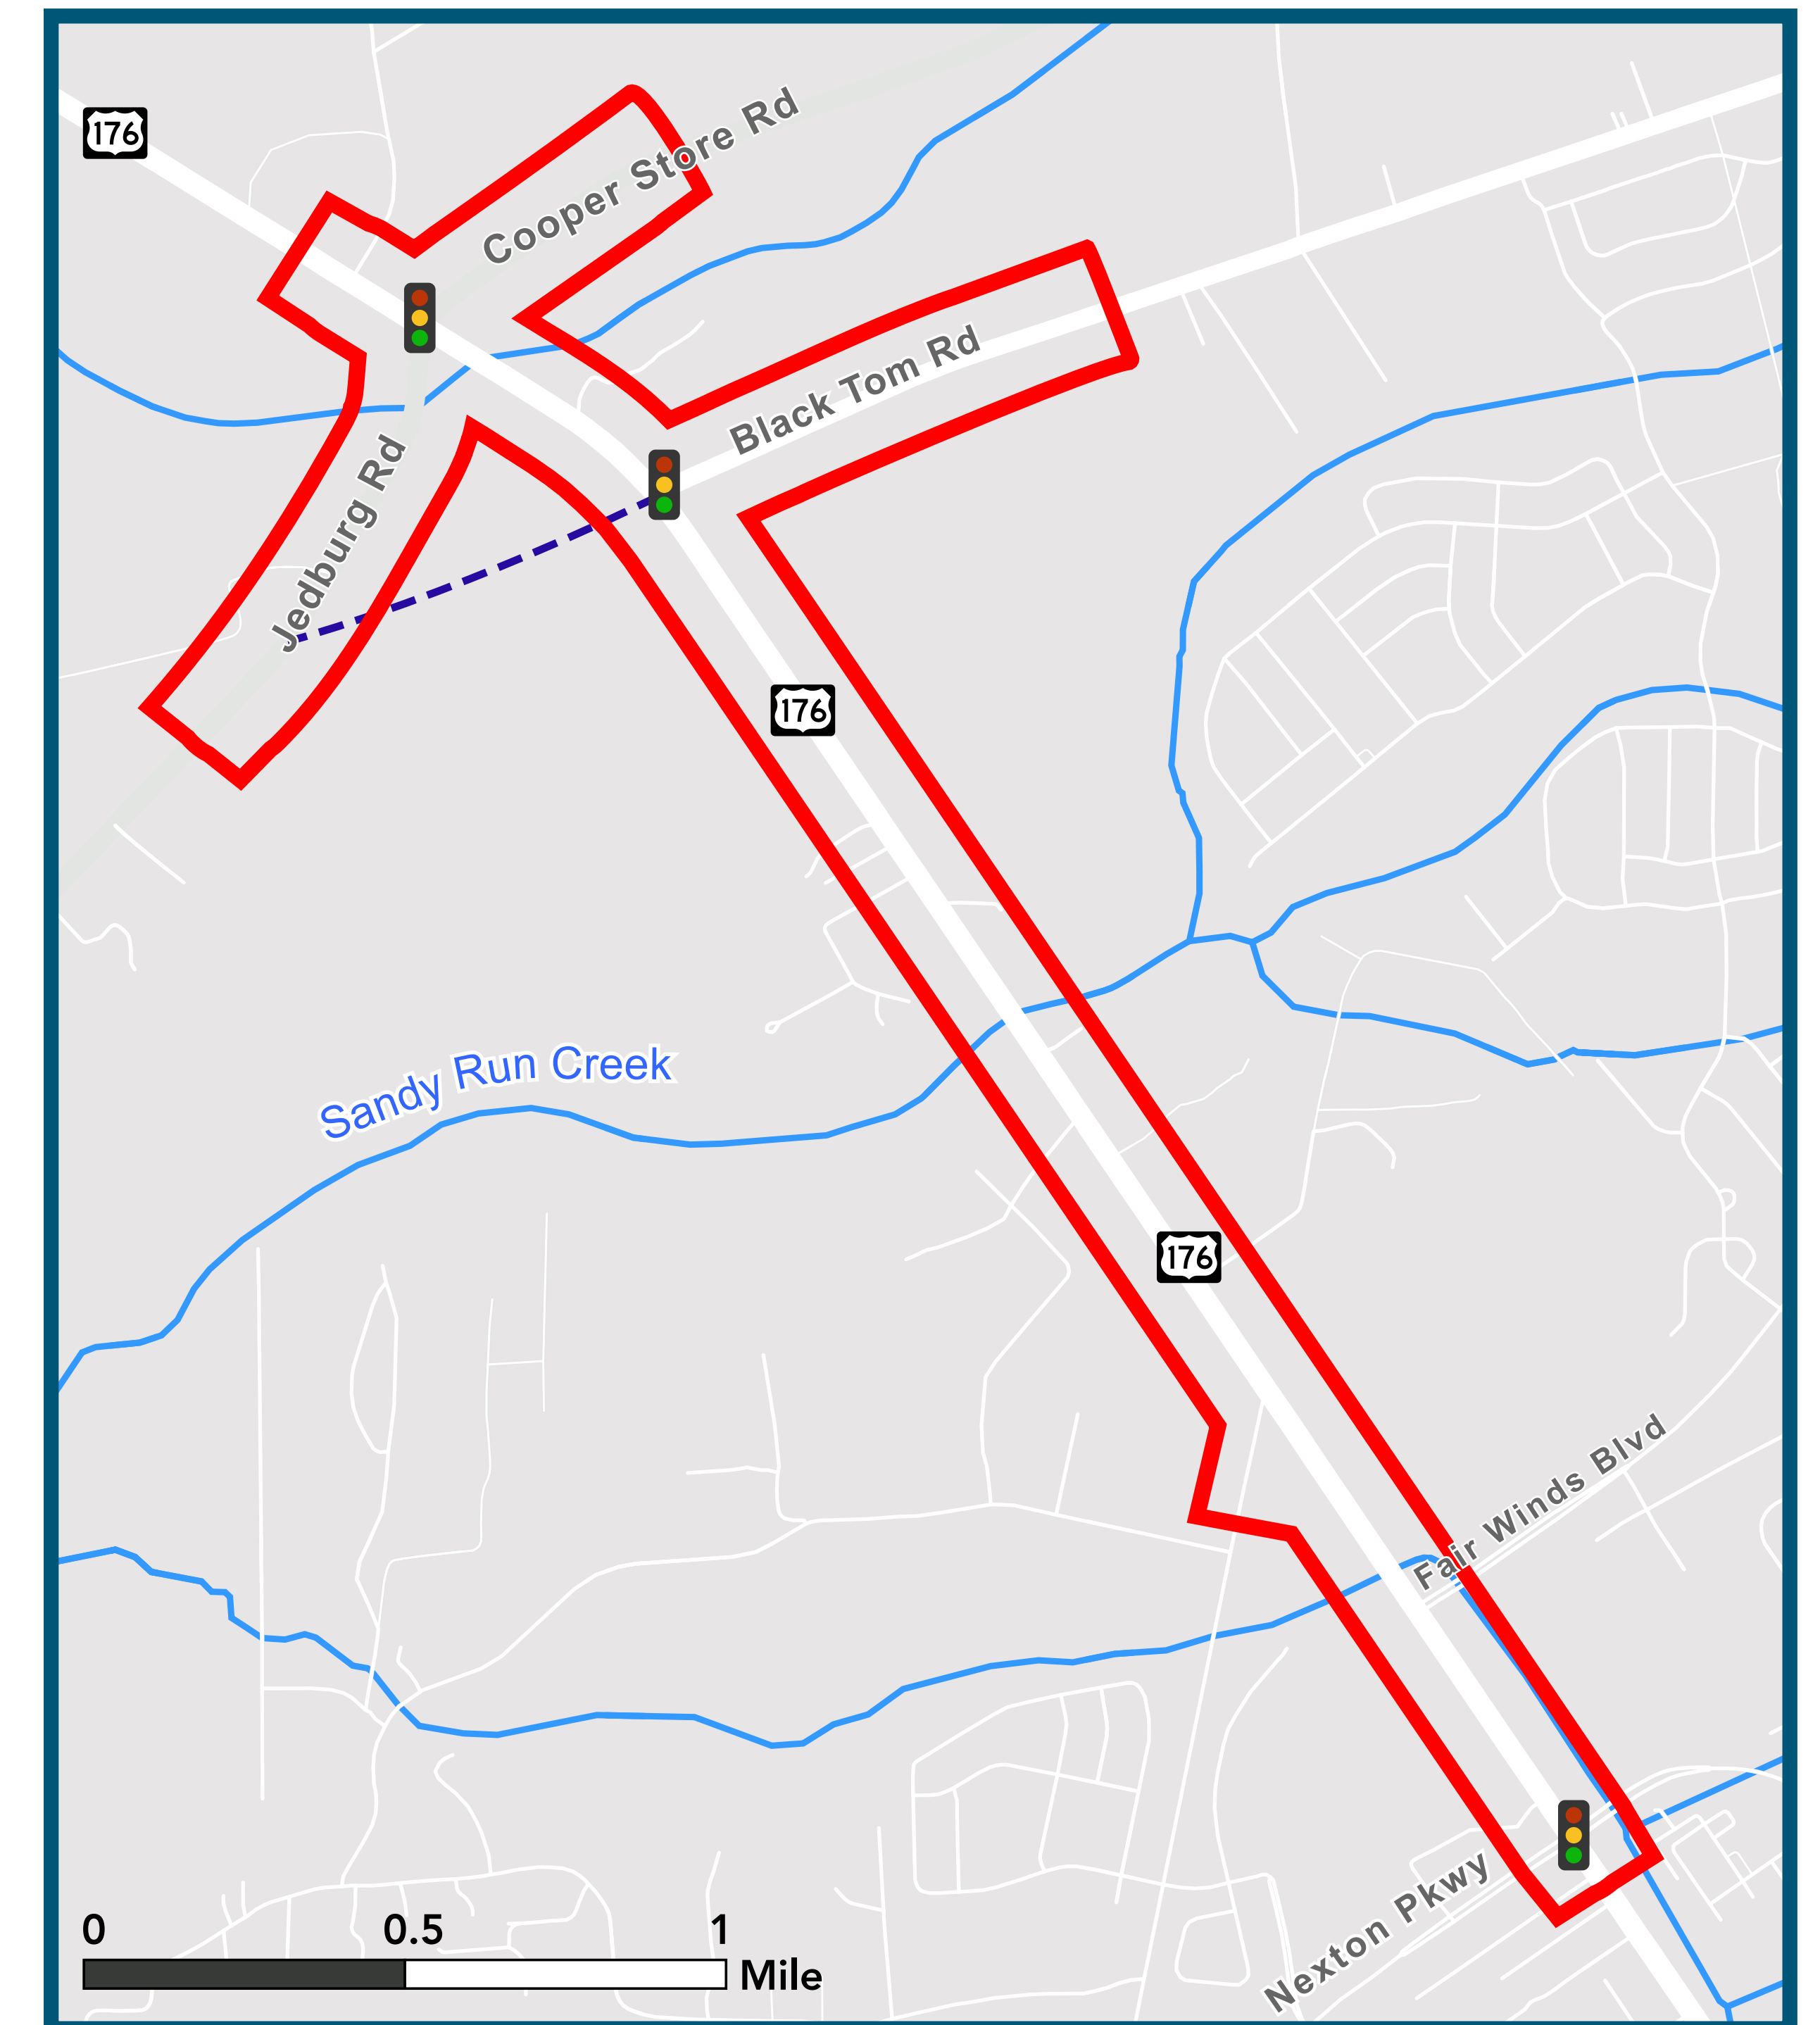 176
Cooper Store Rd
Black Tom Rd
Jedburg Rd
176
Sandy Run Creek
176
Fair Winds Blvd
Nexton Pkwy
0 0.5 1
Mile